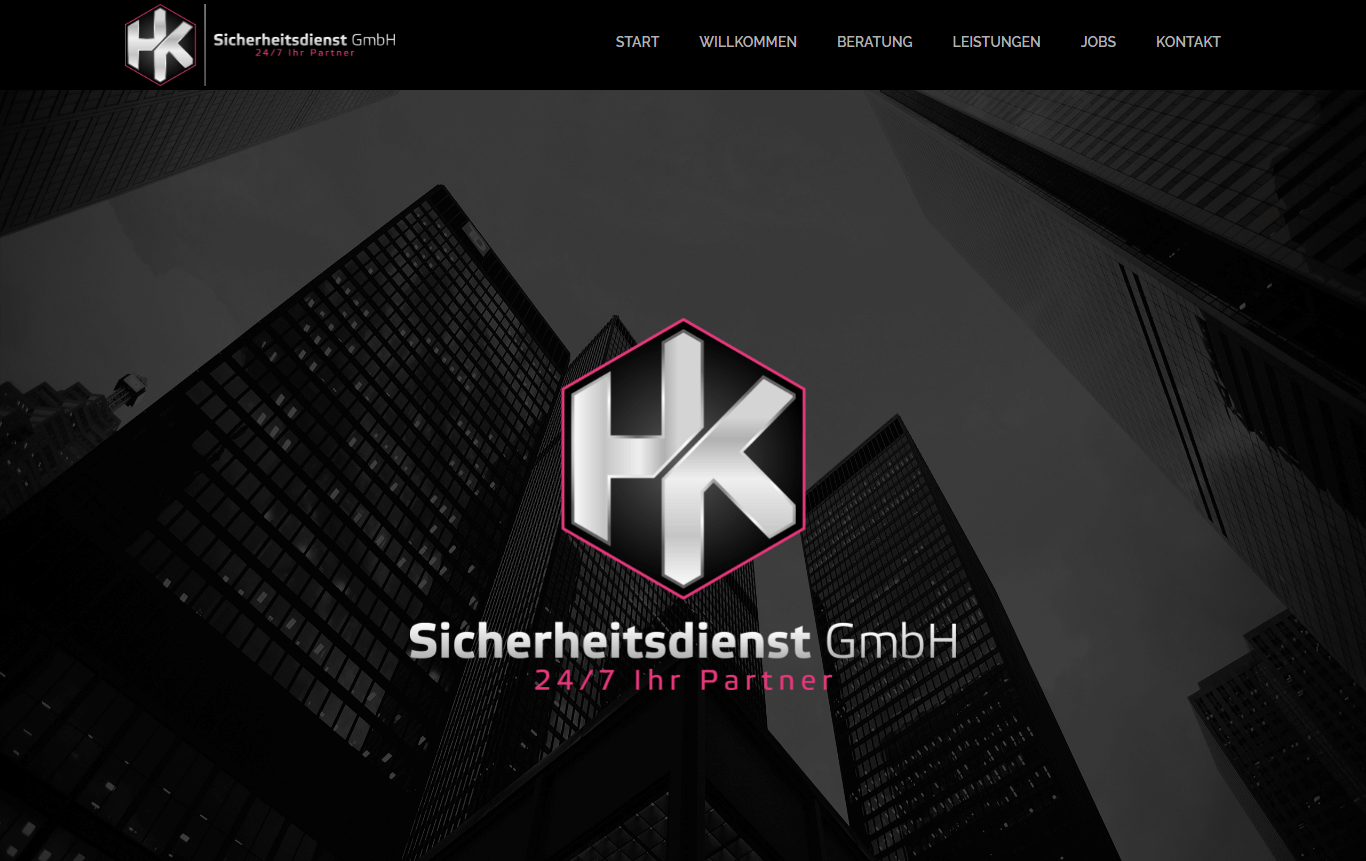 HK
Sicherheitsdienst GmbH
24/7 Ihr Partner
START WILLKOMMEN BERATUNG LEISTUNGEN JOBS KONTAKT
HK
Sicherheitsdienst GmbH
24/7 Ihr Partner